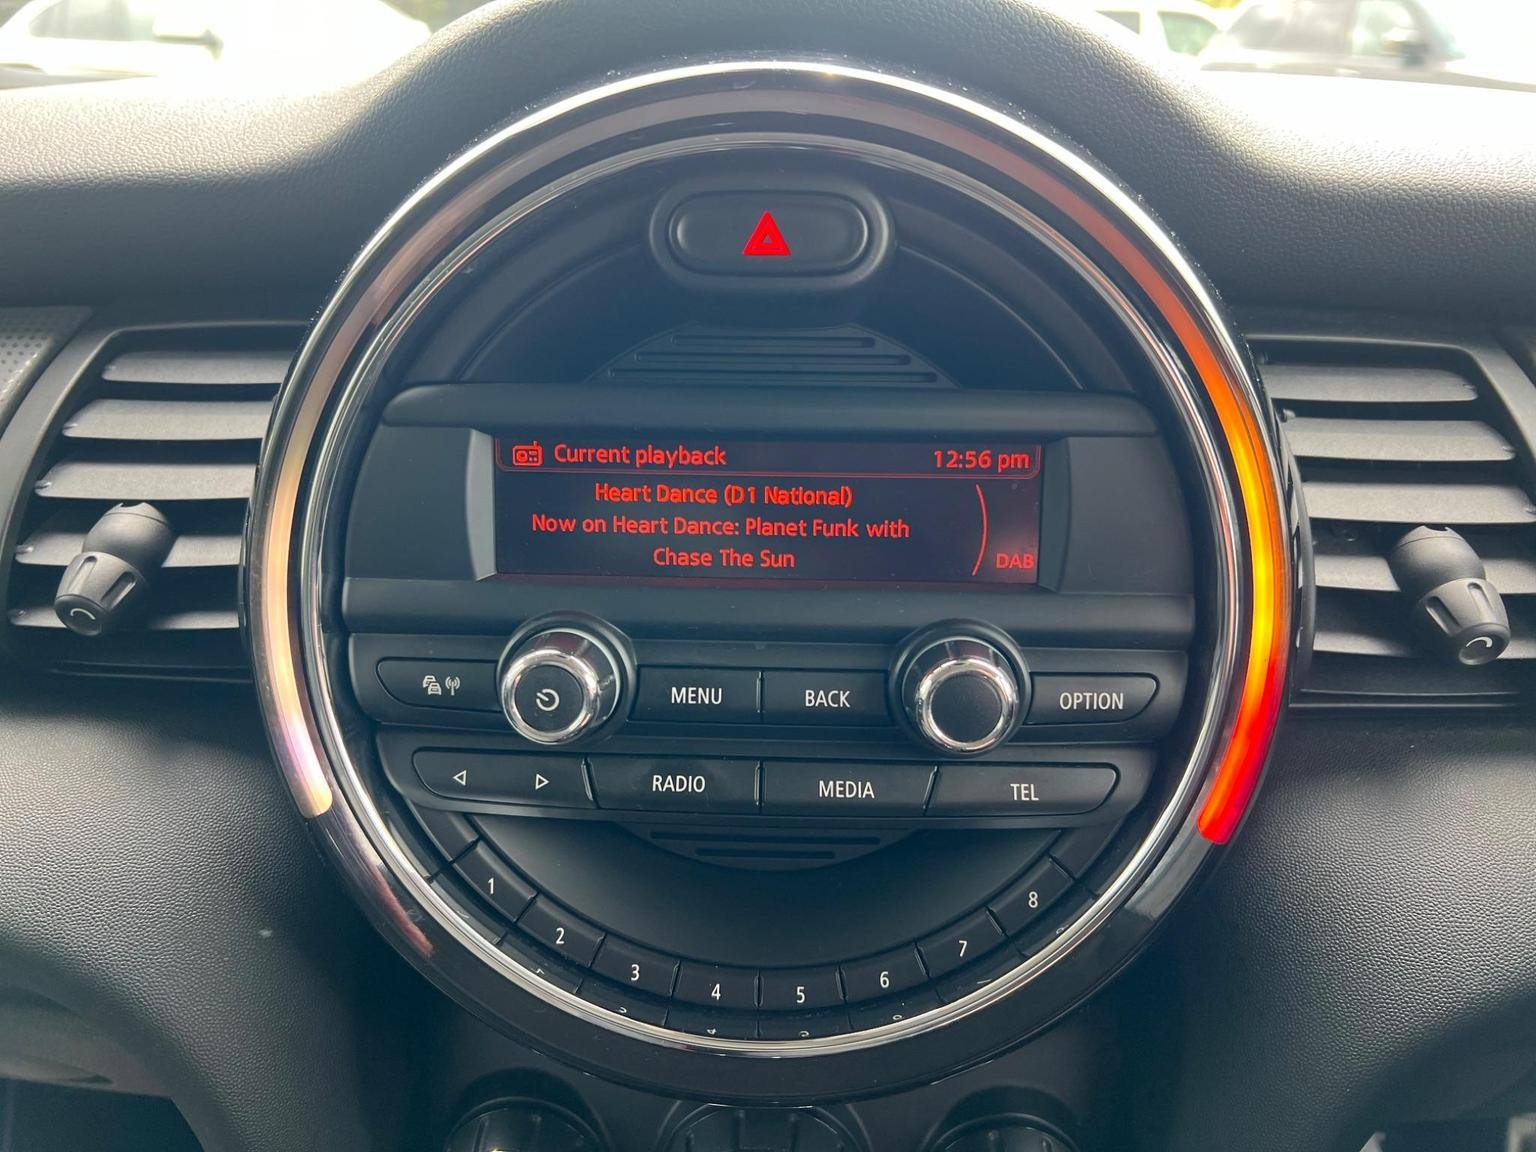 Current playback 12:56 pm
Heart Dance (D1 National)
Now on Heart Dance: Planet Funk with
Chase The Sun
DAB
MENU BACK OPTION
RADIO MEDIA TEL
1 2 3 4 5 6 7 8